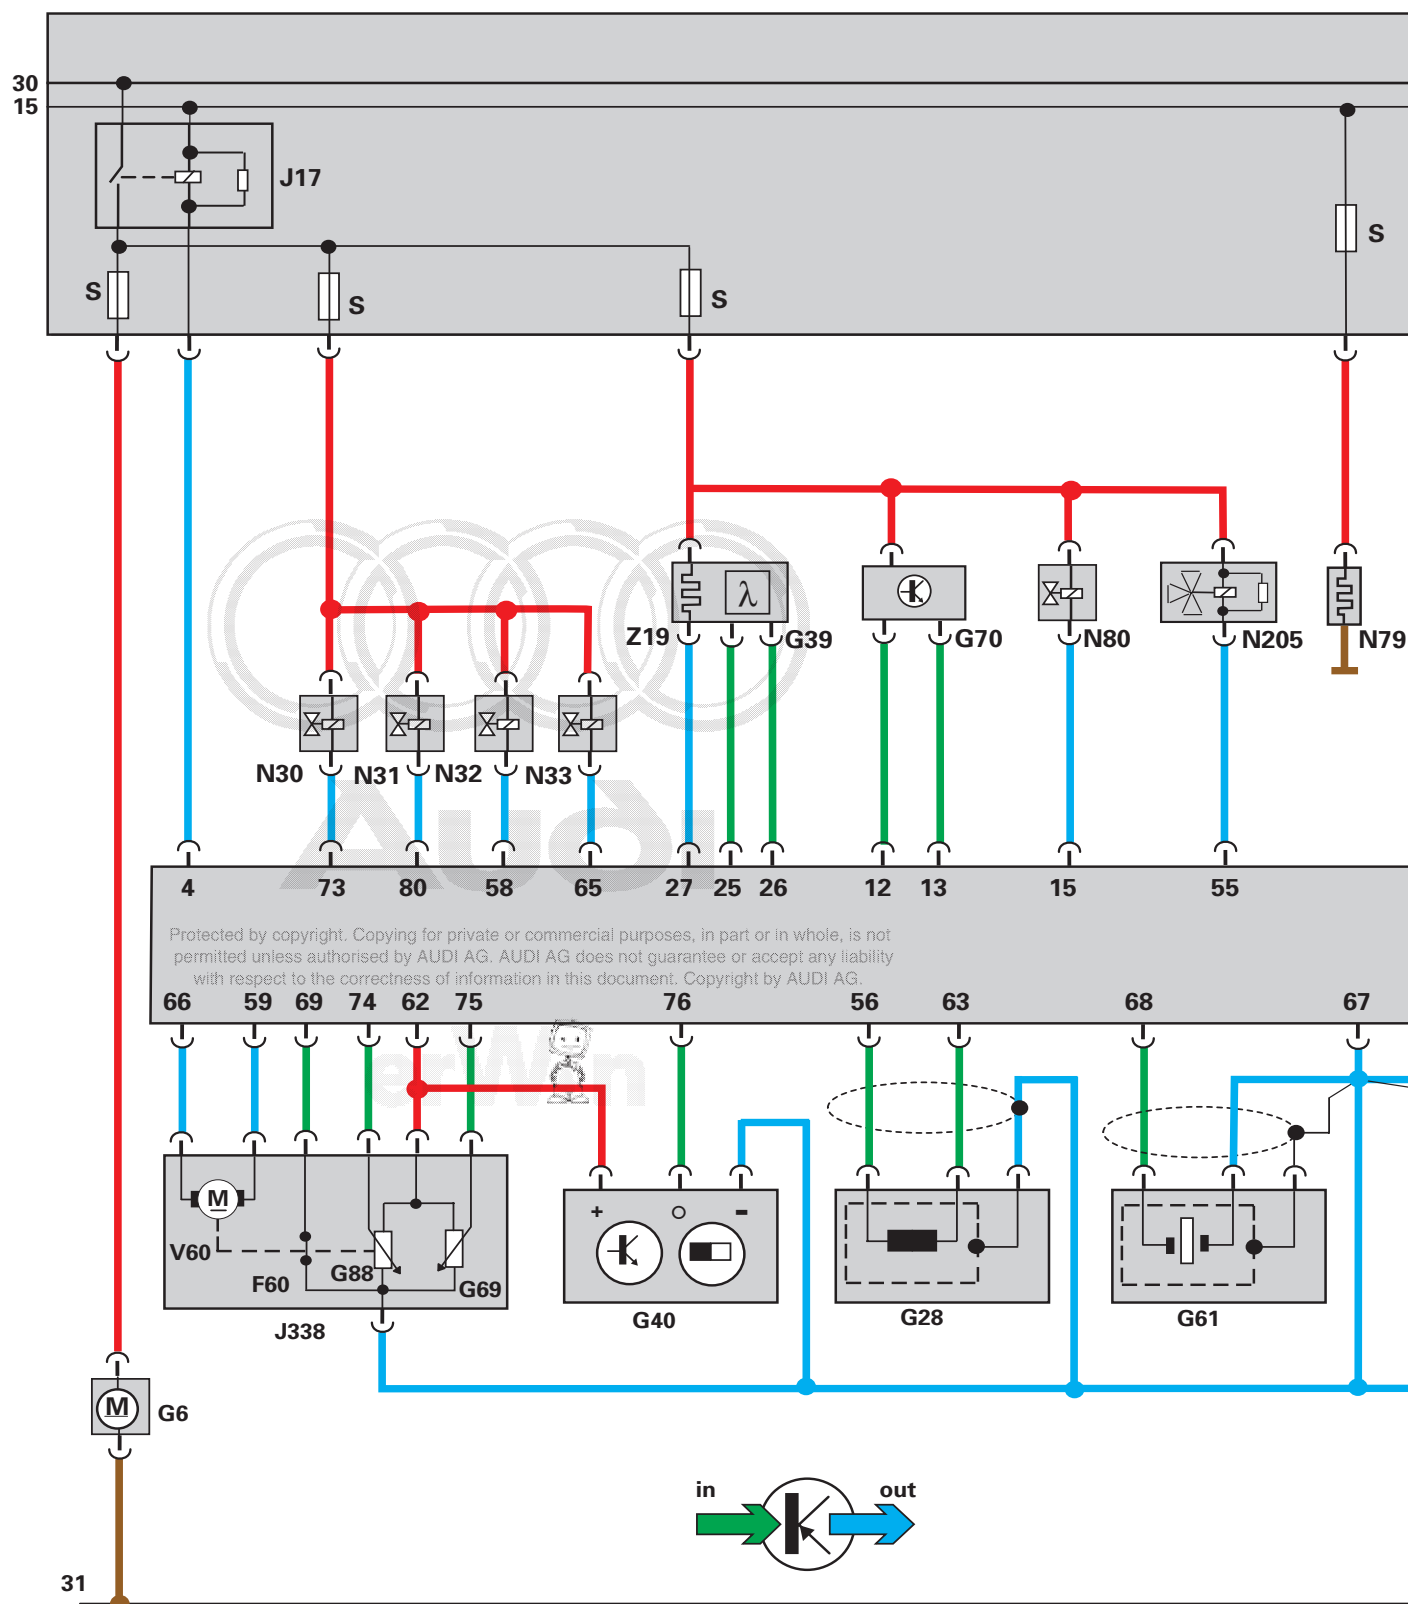 30
15
J17
S
S
S
S
Z19
G39
G70
N80
N205
N79
λ
N30
N31
N32
N33
Audi
4 73 80 58 65 27 25 26 12 13 15 55
Protected by copyright. Copying for private or commercial purposes, in part or in whole, is not
permitted unless authorised by AUDI AG. AUDI AG does not guarantee or accept any liability
with respect to the correctness of information in this document. Copyright by AUDI AG.
66 59 69 74 62 75 76 56 63 68 67
erWin
M
V60
F60
G88
G69
J338
+ -
G40
G28
G61
M
G6
in
out
31